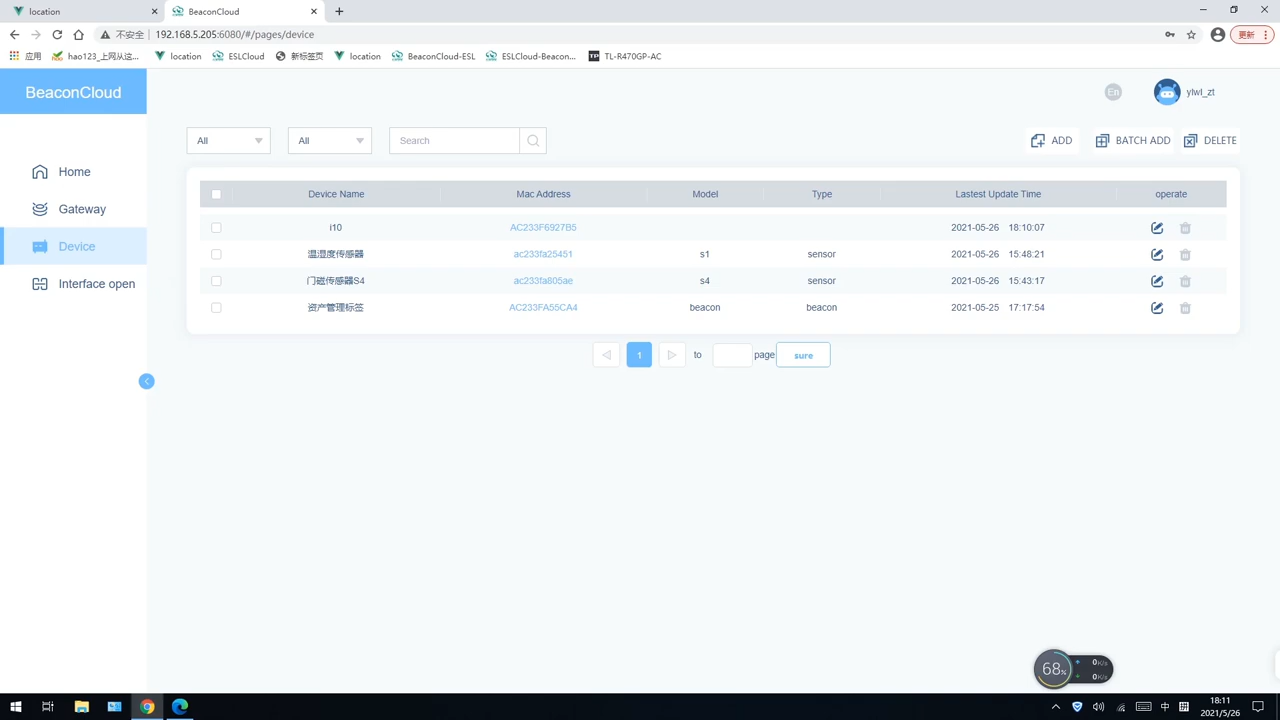 location
BeaconCloud
不安全
192.168.5.205:6080/#/pages/device
更新
应用
hao123_上网从这...
location
ESLCloud
新标签页
location
BeaconCloud-ESL
ESLCloud-Beacon...
TP
TL-R470GP-AC
BeaconCloud
En
ylwl_zt
All
All
Search
ADD
BATCH ADD
DELETE
Home
Gateway
Device
Interface open
Device Name Mac Address Model Type Lastest Update Time operate
i10 AC233F6927B5 2021-05-26 18:10:07
温湿度传感器 ac233fa25451 s1 sensor 2021-05-26 15:48:21
门磁传感器S4 ac233fa805ae s4 sensor 2021-05-26 15:43:17
资产管理标签 AC233FA55CA4 beacon beacon 2021-05-25 17:17:54
1 to page sure
68%
0K/s
0K/s
中
拼
18:11
2021/5/26